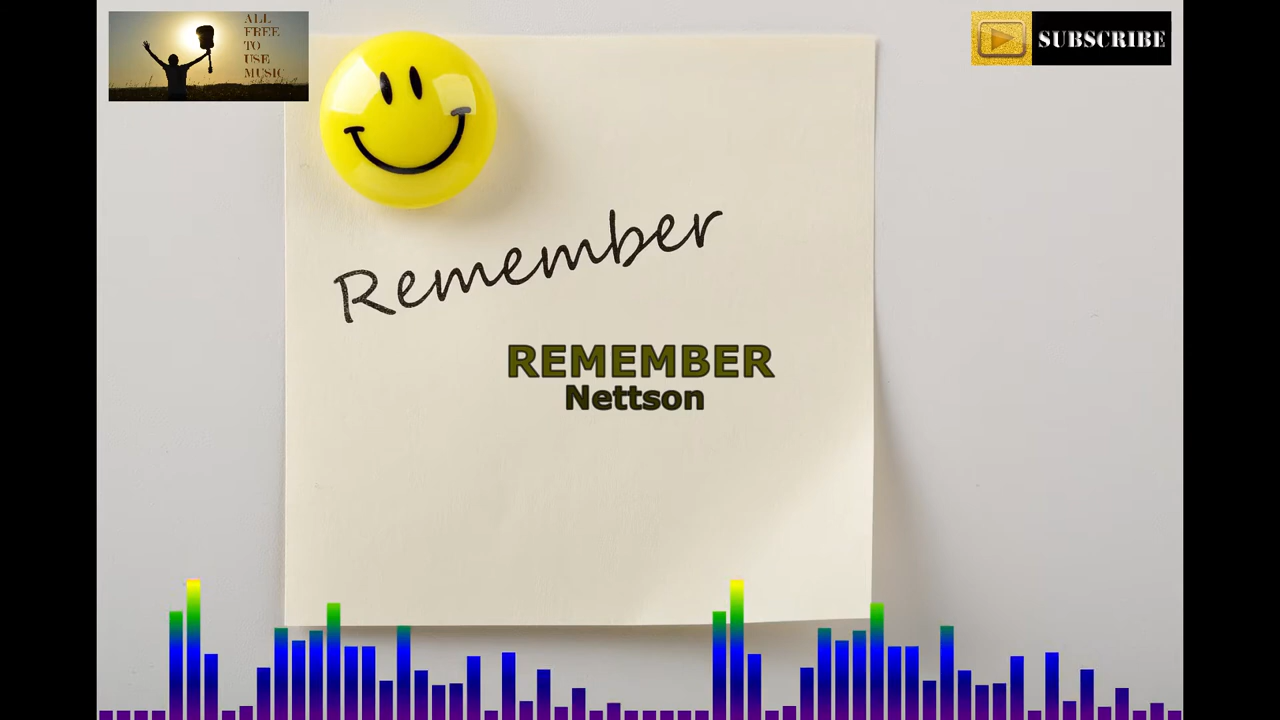 ALL
FREE
TO
USE
MUSIC
SUBSCRIBE
Remember
REMEMBER
Nettson